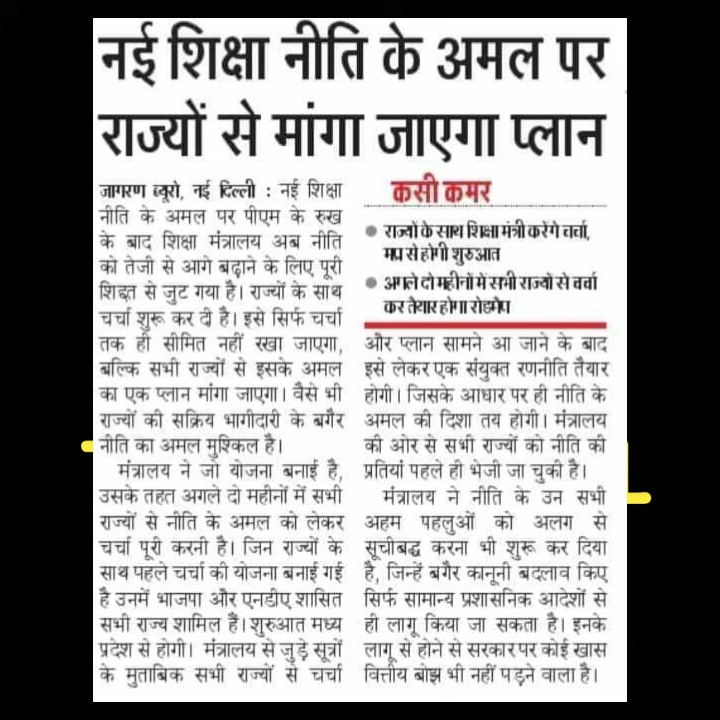 नई शिक्षा नीति के अमल पर
राज्यों से मांगा जाएगा प्लान
जागरण ब्यूरो, नई दिल्ली : नई शिक्षा
नीति के अमल पर पीएम के रुख
के बाद शिक्षा मंत्रालय अब नीति
को तेजी से आगे बढ़ाने के लिए पूरी
शिद्दत से जुट गया है। राज्यों के साथ
चर्चा शुरू कर दी है। इसे सिर्फ चर्चा
तक ही सीमित नहीं रखा जाएगा,
बल्कि सभी राज्यों से इसके अमल
का एक प्लान मांगा जाएगा। वैसे भी
राज्यों की सक्रिय भागीदारी के बगैर
नीति का अमल मुश्किल है।
मंत्रालय ने जो योजना बनाई है,
उसके तहत अगले दो महीनों में सभी
राज्यों से नीति के अमल को लेकर
चर्चा पूरी करनी है। जिन राज्यों के
साथ पहले चर्चा की योजना बनाई गई
है उनमें भाजपा और एनडीए शासित
सभी राज्य शामिल हैं। शुरुआत मध्य
प्रदेश से होगी। मंत्रालय से जुड़े सूत्रों
के मुताबिक सभी राज्यों से चर्चा
कसी कमर
● राज्यों के साथ शिक्षा मंत्री करेंगे चर्चा,
मप्र से होगी शुरुआत
● अगले दो महीनों में सभी राज्यों से चर्चा
कर तैयार होगा रोडमैप
और प्लान सामने आ जाने के बाद
इसे लेकर एक संयुक्त रणनीति तैयार
होगी। जिसके आधार पर ही नीति के
अमल की दिशा तय होगी। मंत्रालय
की ओर से सभी राज्यों को नीति की
प्रतियां पहले ही भेजी जा चुकी है।
मंत्रालय ने नीति के उन सभी
अहम पहलुओं को अलग से
सूचीबद्ध करना भी शुरू कर दिया
है, जिन्हें बगैर कानूनी बदलाव किए
सिर्फ सामान्य प्रशासनिक आदेशों से
ही लागू किया जा सकता है। इनके
लागू से होने से सरकार पर कोई खास
वित्तीय बोझ भी नहीं पड़ने वाला है।